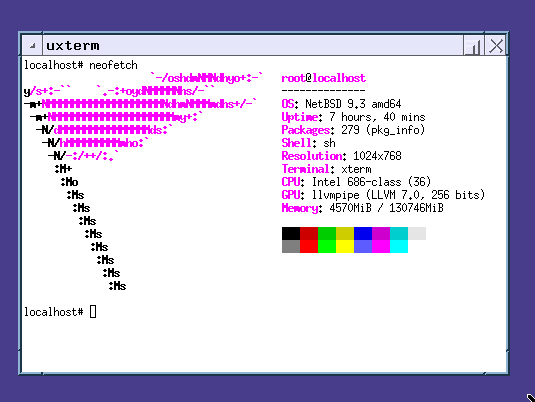 uxterm
localhost# neofetch
`-/oshdmNMNdhyo+:-`   root@localhost
y/s+:-``    `.-:+oydNMMMMNhs/-``   --------------
-m+NMMMMMMMMMMMMMMMMMMMNdhmNMMMmdhs+/-`   OS: NetBSD 9.3 amd64
-m+NMMMMMMMMMMMMMMMMMMMMmy+:`   Uptime: 7 hours, 40 mins
-N/dMMMMMMMMMMMMMMMds:`   Packages: 279 (pkg_info)
-N/hMMMMMMMMMmho:`   Shell: sh
-N/-:/++/:.`   Resolution: 1024x768
:M+   Terminal: xterm
:Mo   CPU: Intel 686-class (36)
:Ms   GPU: llvmpipe (LLVM 7.0, 256 bits)
:Ms   Memory: 4570MiB / 130746MiB
:Ms
:Ms
:Ms
:Ms
:Ms
:Ms
localhost#